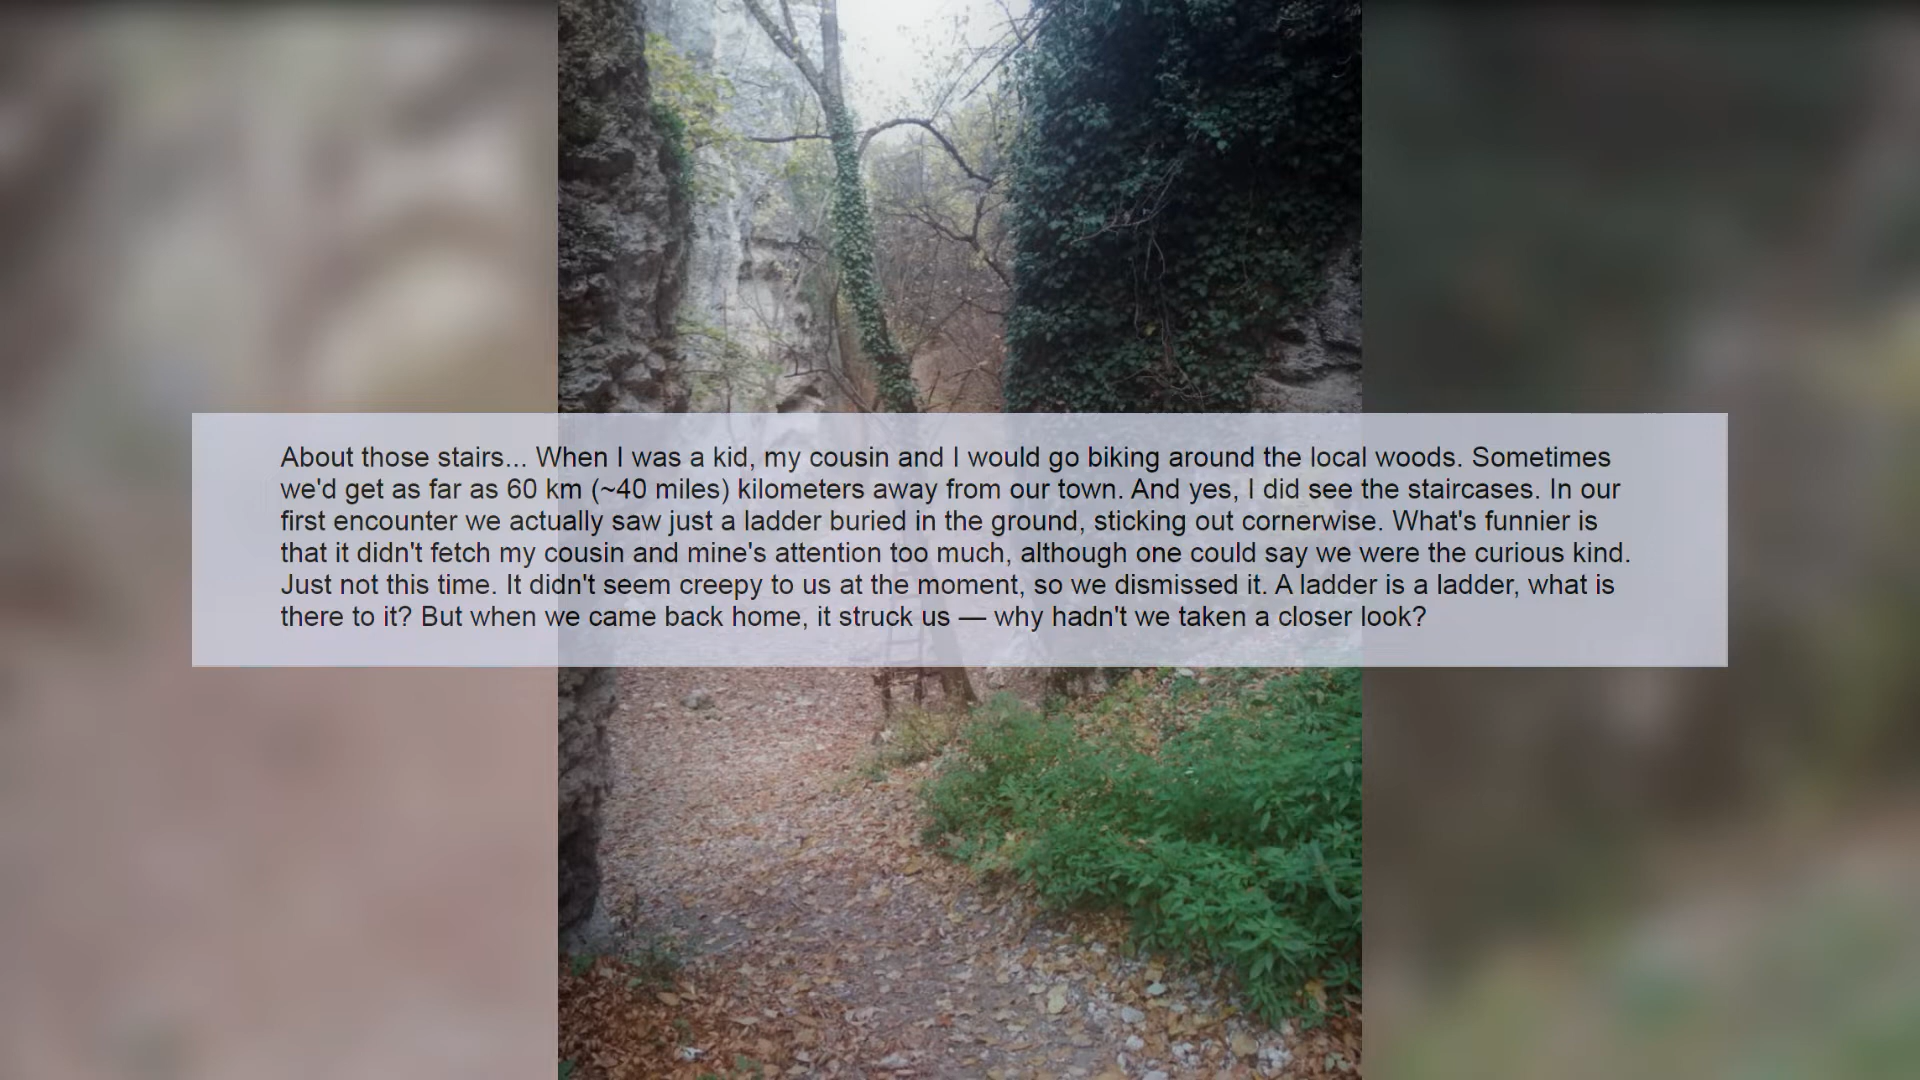 About those stairs... When I was a kid, my cousin and I would go biking around the local woods. Sometimes
we'd get as far as 60 km (~40 miles) kilometers away from our town. And yes, I did see the staircases. In our
first encounter we actually saw just a ladder buried in the ground, sticking out cornerwise. What's funnier is
that it didn't fetch my cousin and mine's attention too much, although one could say we were the curious kind.
Just not this time. It didn't seem creepy to us at the moment, so we dismissed it. A ladder is a ladder, what is
there to it? But when we came back home, it struck us — why hadn't we taken a closer look?